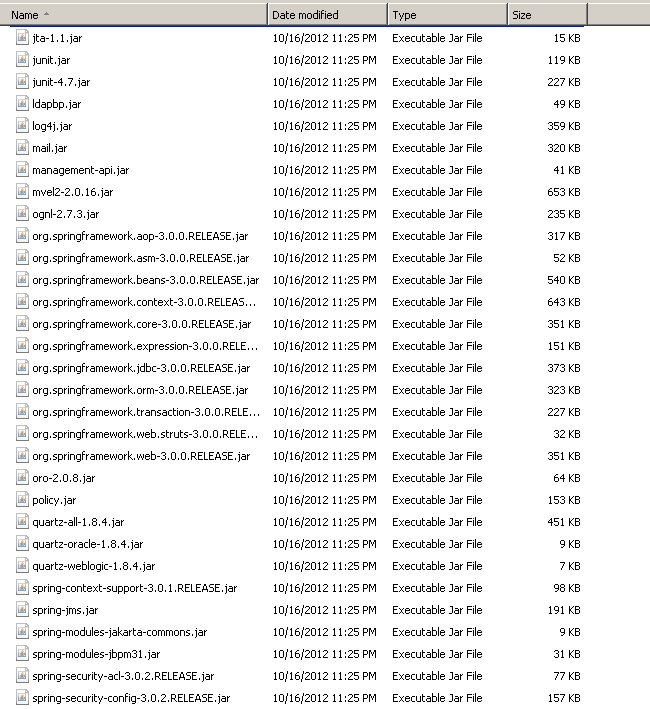 Name Date modified Type Size
jta-1.1.jar 10/16/2012 11:25 PM Executable Jar File 15 KB
junit.jar 10/16/2012 11:25 PM Executable Jar File 119 KB
junit-4.7.jar 10/16/2012 11:25 PM Executable Jar File 227 KB
ldapbp.jar 10/16/2012 11:25 PM Executable Jar File 49 KB
log4j.jar 10/16/2012 11:25 PM Executable Jar File 359 KB
mail.jar 10/16/2012 11:25 PM Executable Jar File 320 KB
management-api.jar 10/16/2012 11:25 PM Executable Jar File 41 KB
mvel2-2.0.16.jar 10/16/2012 11:25 PM Executable Jar File 653 KB
ognl-2.7.3.jar 10/16/2012 11:25 PM Executable Jar File 235 KB
org.springframework.aop-3.0.0.RELEASE.jar 10/16/2012 11:25 PM Executable Jar File 317 KB
org.springframework.asm-3.0.0.RELEASE.jar 10/16/2012 11:25 PM Executable Jar File 52 KB
org.springframework.beans-3.0.0.RELEASE.jar 10/16/2012 11:25 PM Executable Jar File 540 KB
org.springframework.context-3.0.0.RELEAS... 10/16/2012 11:25 PM Executable Jar File 643 KB
org.springframework.core-3.0.0.RELEASE.jar 10/16/2012 11:25 PM Executable Jar File 351 KB
org.springframework.expression-3.0.0.RELE... 10/16/2012 11:25 PM Executable Jar File 151 KB
org.springframework.jdbc-3.0.0.RELEASE.jar 10/16/2012 11:25 PM Executable Jar File 373 KB
org.springframework.orm-3.0.0.RELEASE.jar 10/16/2012 11:25 PM Executable Jar File 323 KB
org.springframework.transaction-3.0.0.RELE... 10/16/2012 11:25 PM Executable Jar File 227 KB
org.springframework.web.struts-3.0.0.RELE... 10/16/2012 11:25 PM Executable Jar File 32 KB
org.springframework.web-3.0.0.RELEASE.jar 10/16/2012 11:25 PM Executable Jar File 351 KB
oro-2.0.8.jar 10/16/2012 11:25 PM Executable Jar File 64 KB
policy.jar 10/16/2012 11:25 PM Executable Jar File 153 KB
quartz-all-1.8.4.jar 10/16/2012 11:25 PM Executable Jar File 451 KB
quartz-oracle-1.8.4.jar 10/16/2012 11:25 PM Executable Jar File 9 KB
quartz-weblogic-1.8.4.jar 10/16/2012 11:25 PM Executable Jar File 7 KB
spring-context-support-3.0.1.RELEASE.jar 10/16/2012 11:25 PM Executable Jar File 98 KB
spring-jms.jar 10/16/2012 11:25 PM Executable Jar File 191 KB
spring-modules-jakarta-commons.jar 10/16/2012 11:25 PM Executable Jar File 9 KB
spring-modules-jbpm31.jar 10/16/2012 11:25 PM Executable Jar File 31 KB
spring-security-acl-3.0.2.RELEASE.jar 10/16/2012 11:25 PM Executable Jar File 77 KB
spring-security-config-3.0.2.RELEASE.jar 10/16/2012 11:25 PM Executable Jar File 157 KB